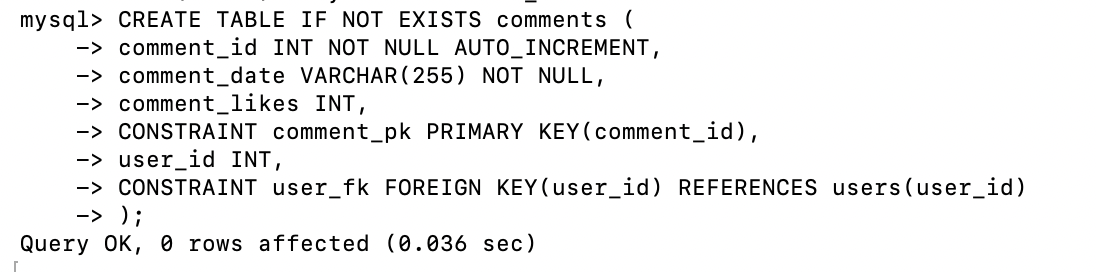 mysql> CREATE TABLE IF NOT EXISTS comments (
    -> comment_id INT NOT NULL AUTO_INCREMENT,
    -> comment_date VARCHAR(255) NOT NULL,
    -> comment_likes INT,
    -> CONSTRAINT comment_pk PRIMARY KEY(comment_id),
    -> user_id INT,
    -> CONSTRAINT user_fk FOREIGN KEY(user_id) REFERENCES users(user_id)
    -> );
Query OK, 0 rows affected (0.036 sec)